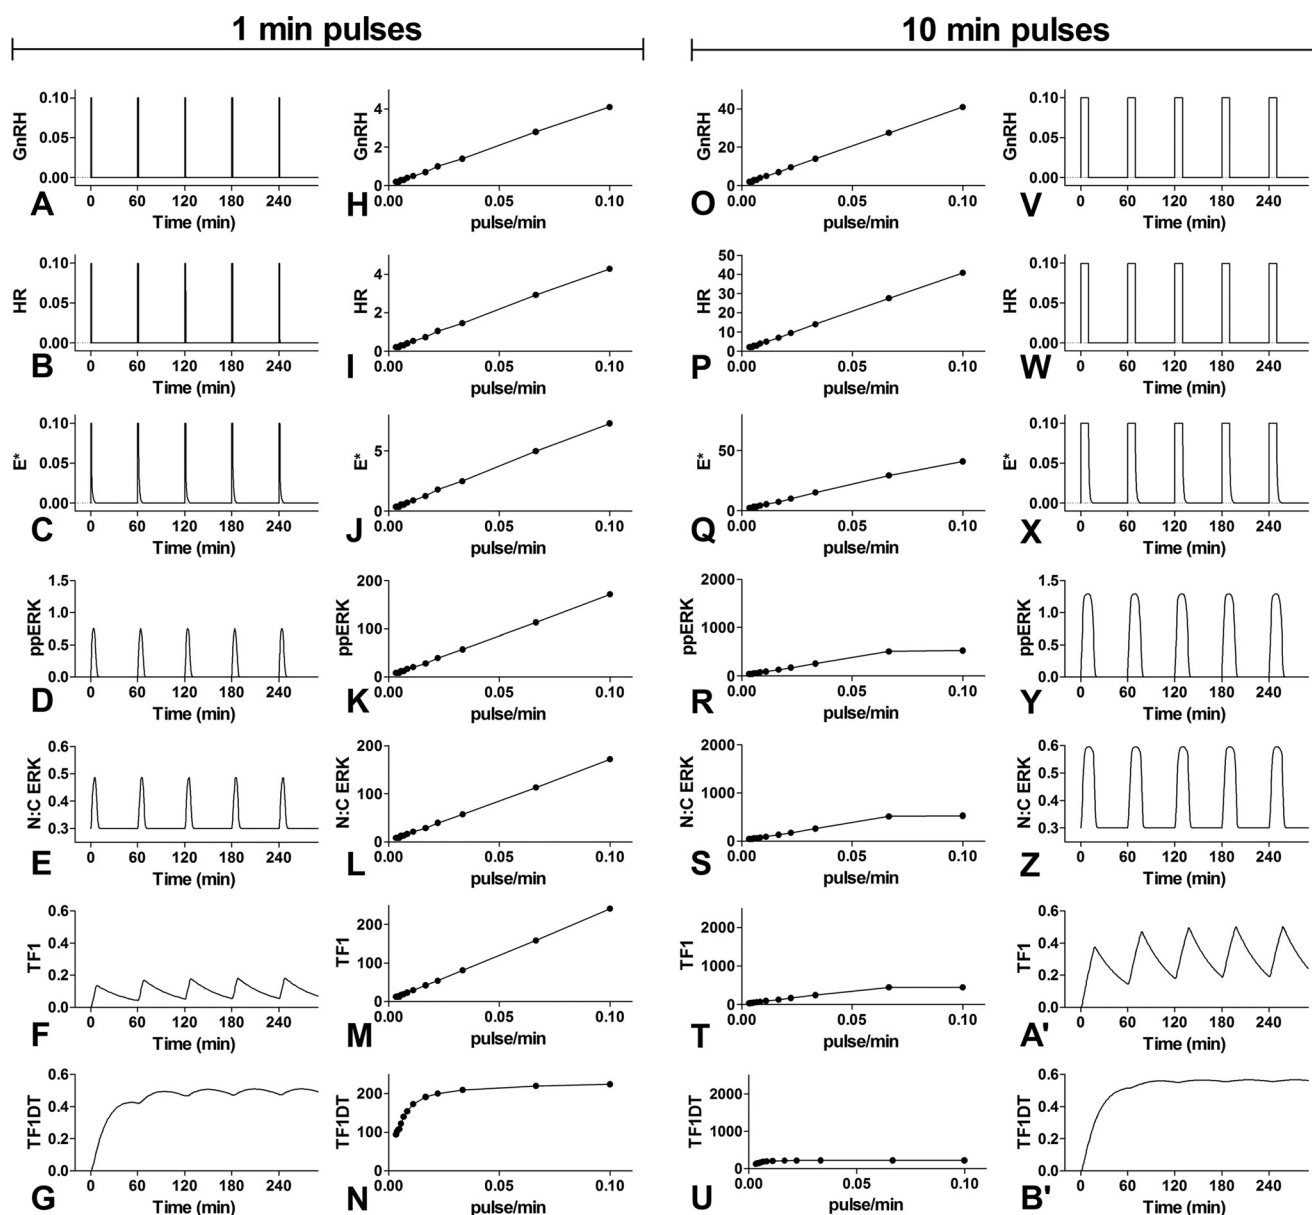 1 min pulses
10 min pulses
GnRH
0.10
0.05
0.00
0 60 120 180 240
A
Time (min)
GnRH
4
2
0
0.00 0.05 0.10
H
pulse/min
GnRH
40
20
0
0.00 0.05 0.10
O
pulse/min
GnRH
0.10
0.05
0.00
0 60 120 180 240
V
Time (min)
HR
0.10
0.05
0.00
0 60 120 180 240
B
Time (min)
HR
4
2
0
0.00 0.05 0.10
I
pulse/min
HR
50
40
30
20
10
0
0.00 0.05 0.10
P
pulse/min
HR
0.10
0.05
0.00
0 60 120 180 240
W
Time (min)
E*
0.10
0.05
0.00
0 60 120 180 240
C
Time (min)
E*
5
0
0.00 0.05 0.10
J
pulse/min
E*
50
0
0.00 0.05 0.10
Q
pulse/min
E*
0.10
0.05
0.00
0 60 120 180 240
X
Time (min)
ppERK
1.5
1.0
0.5
0.0
0 60 120 180 240
D
Time (min)
ppERK
200
100
0
0.00 0.05 0.10
K
pulse/min
ppERK
2000
1000
0
0.00 0.05 0.10
R
pulse/min
ppERK
1.5
1.0
0.5
0.0
0 60 120 180 240
Y
Time (min)
N:C ERK
0.6
0.5
0.4
0.3
0 60 120 180 240
E
Time (min)
N:C ERK
200
100
0
0.00 0.05 0.10
L
pulse/min
N:C ERK
2000
1000
0
0.00 0.05 0.10
S
pulse/min
N:C ERK
0.6
0.5
0.4
0.3
0 60 120 180 240
Z
Time (min)
TF1
0.6
0.4
0.2
0.0
0 60 120 180 240
F
Time (min)
TF1
200
100
0
0.00 0.05 0.10
M
pulse/min
TF1
2000
1000
0
0.00 0.05 0.10
T
pulse/min
TF1
0.6
0.4
0.2
0.0
0 60 120 180 240
A'
Time (min)
TF1DT
0.6
0.4
0.2
0.0
0 60 120 180 240
G
Time (min)
TF1DT
200
100
0
0.00 0.05 0.10
N
pulse/min
TF1DT
2000
1000
0
0.00 0.05 0.10
U
pulse/min
TF1DT
0.6
0.4
0.2
0.0
0 60 120 180 240
B'
Time (min)